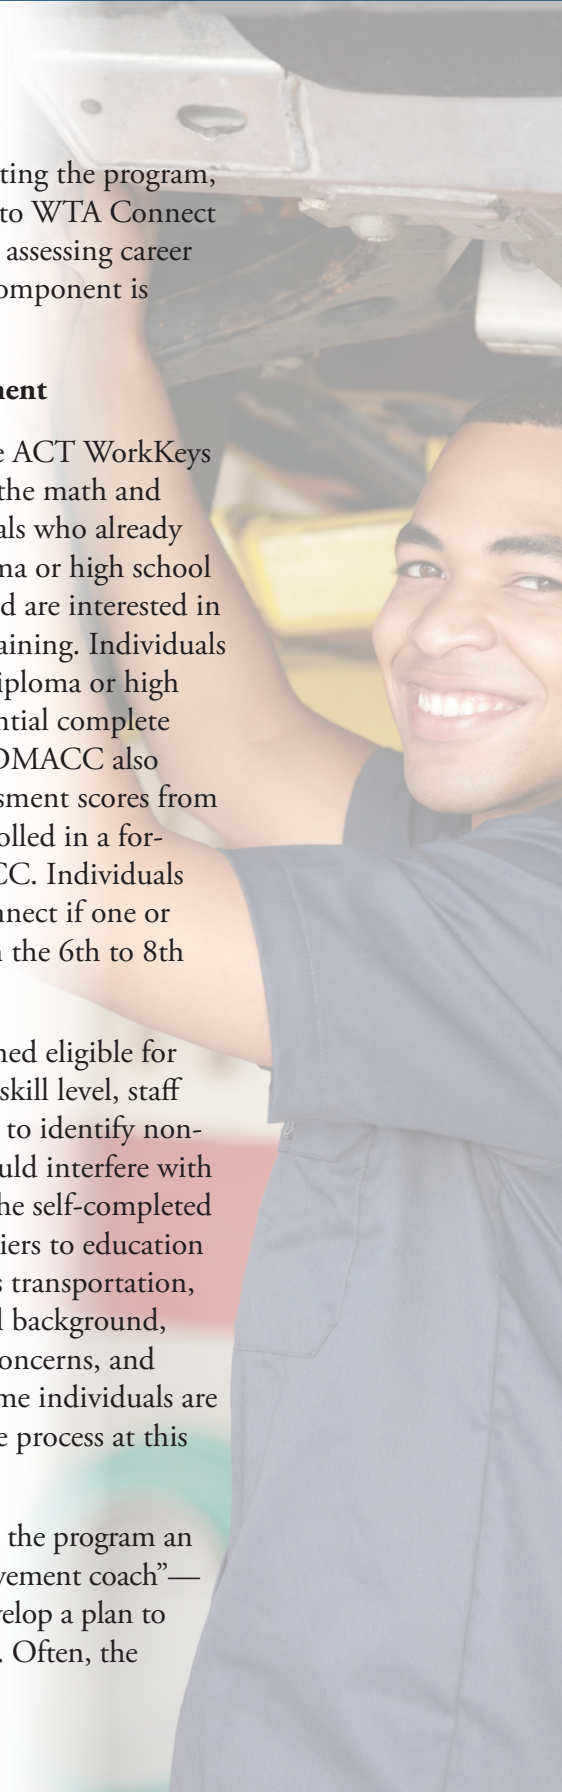 ting the program,
to WTA Connect
assessing career
omponent is
nent
e ACT WorkKeys
the math and
als who already
ma or high school
d are interested in
aining. Individuals
iploma or high
ntial complete
DMACC also
sment scores from
olled in a for-
CC. Individuals
nnect if one or
n the 6th to 8th
ned eligible for
skill level, staff
to identify non-
uld interfere with
he self-completed
iers to education
s transportation,
l background,
oncerns, and
me individuals are
e process at this
the program an
vement coach”—
velop a plan to
. Often, the